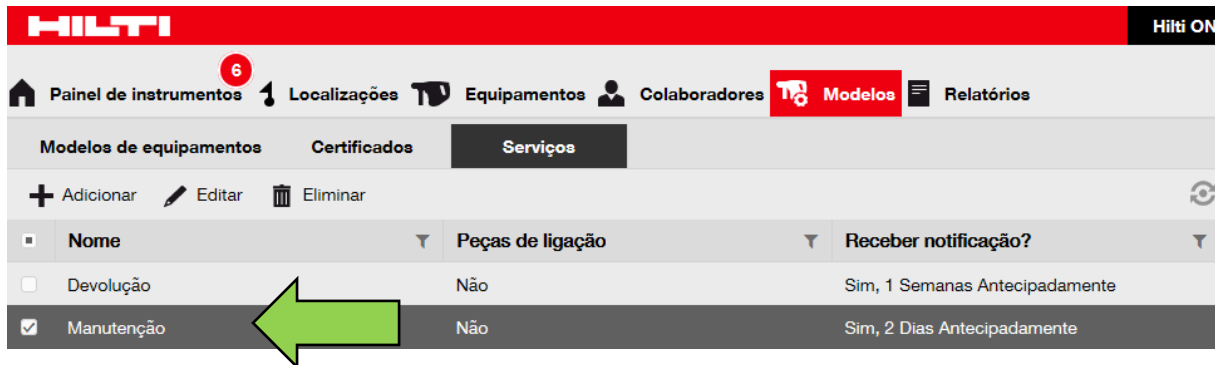 HILTI
Hilti ON
6
Painel de instrumentos Localizações Equipamentos Colaboradores Modelos Relatórios
Modelos de equipamentos Certificados Serviços
Adicionar Editar Eliminar
Nome Peças de ligação Receber notificação?
Devolução Não Sim, 1 Semanas Antecipadamente
Manutenção Não Sim, 2 Dias Antecipadamente